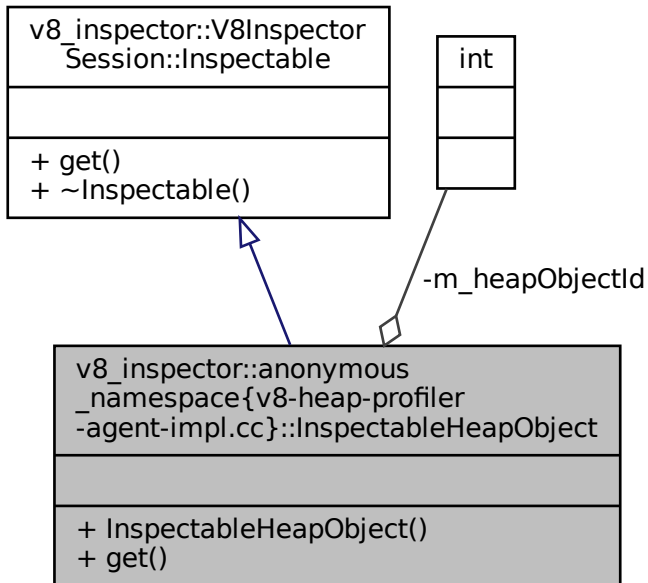 v8_inspector::V8Inspector
Session::Inspectable
+ get()
+ ~Inspectable()
int
-m_heapObjectId
v8_inspector::anonymous
_namespace{v8-heap-profiler
-agent-impl.cc}::InspectableHeapObject
+ InspectableHeapObject()
+ get()